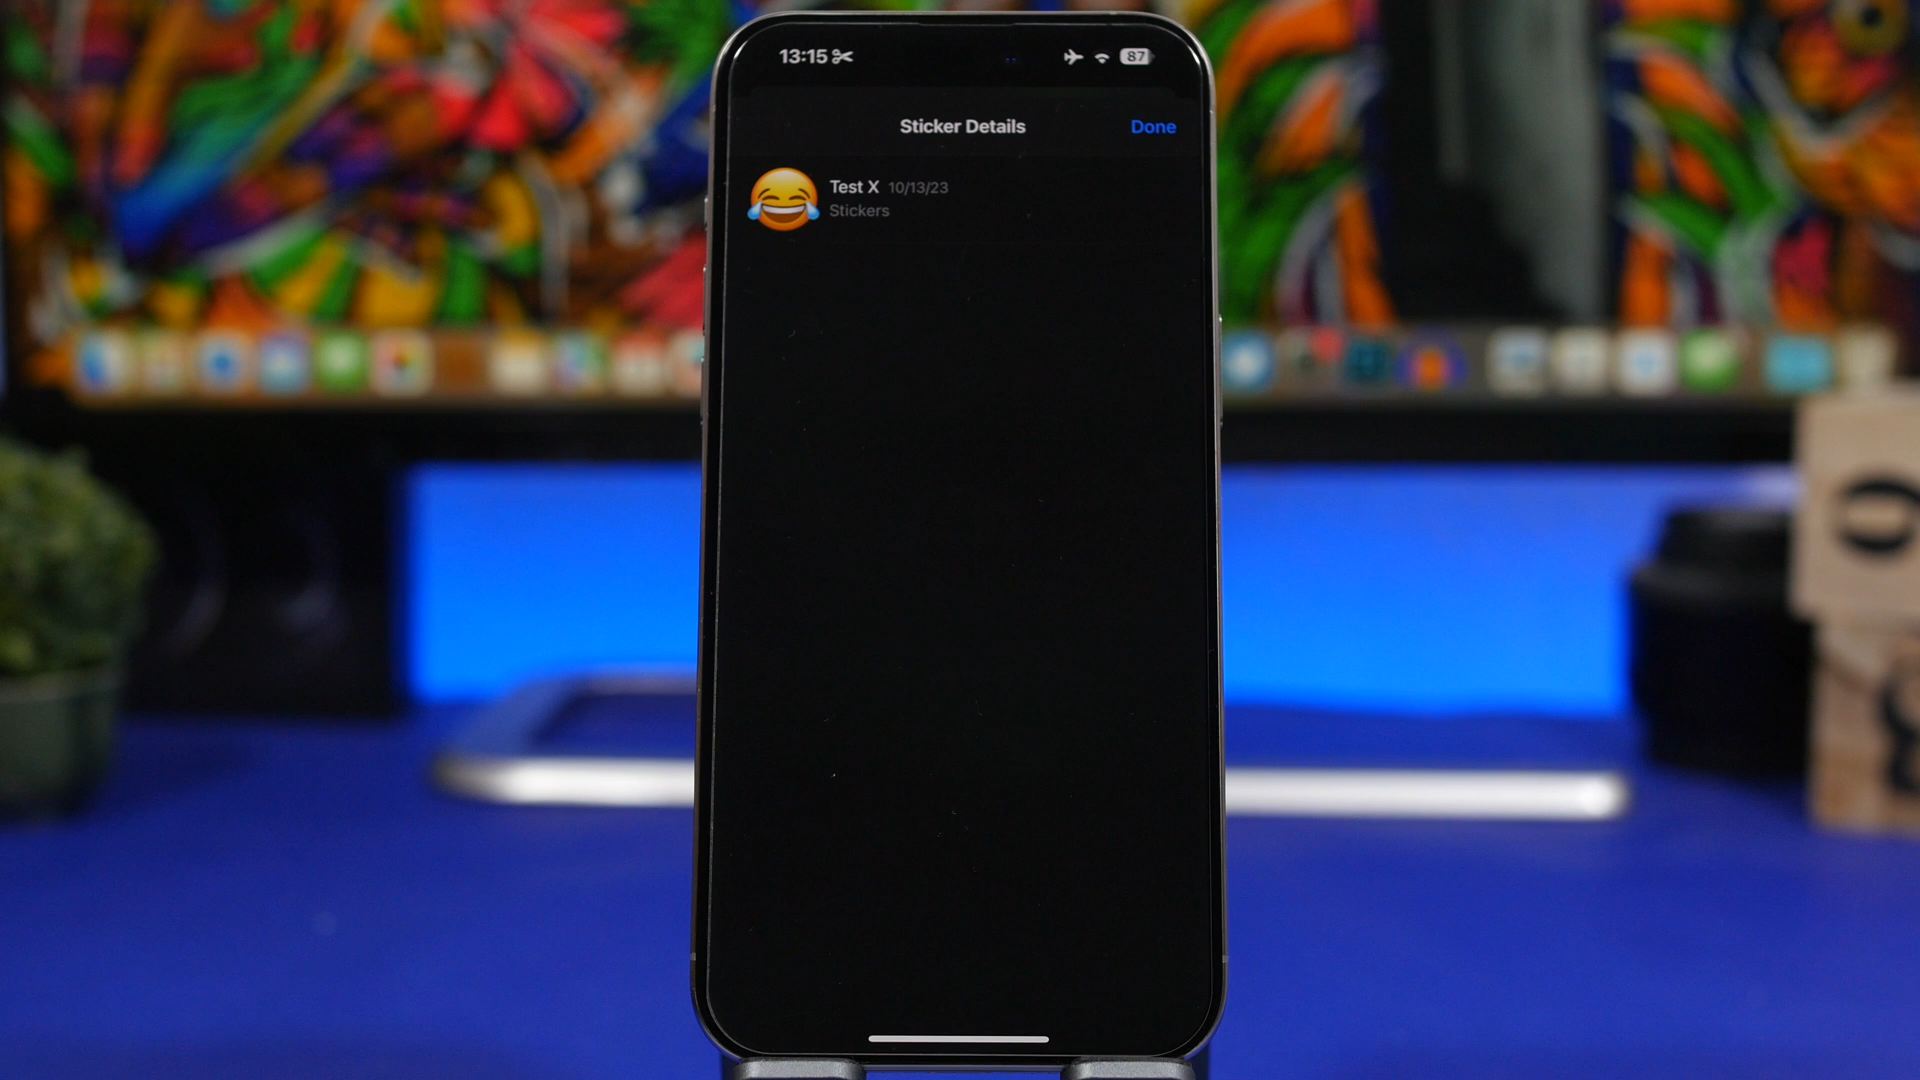 13:15
87
Sticker Details
Done
Test X 10/13/23
Stickers